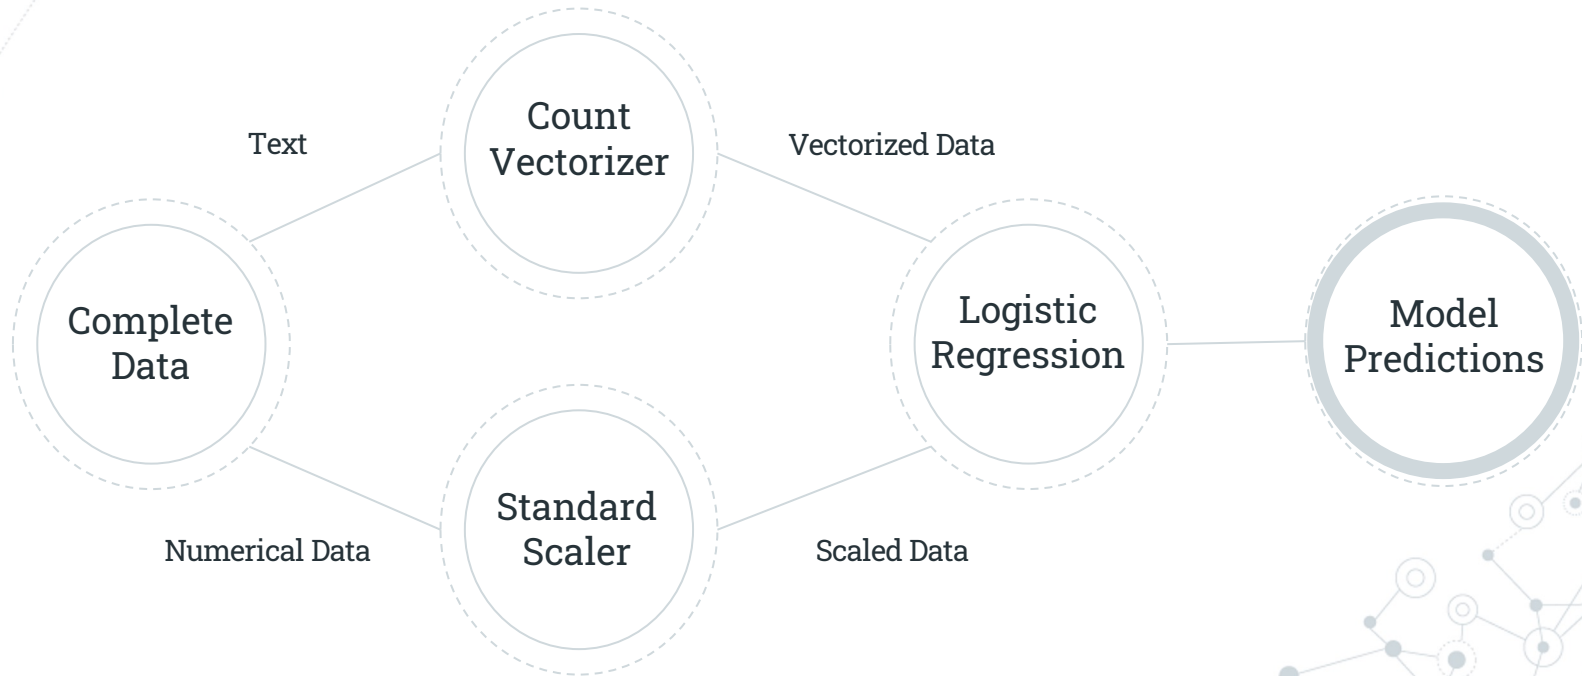 Text
Count
Vectorizer
Vectorized Data
Complete
Data
Logistic
Regression
Model
Predictions
Numerical Data
Standard
Scaler
Scaled Data